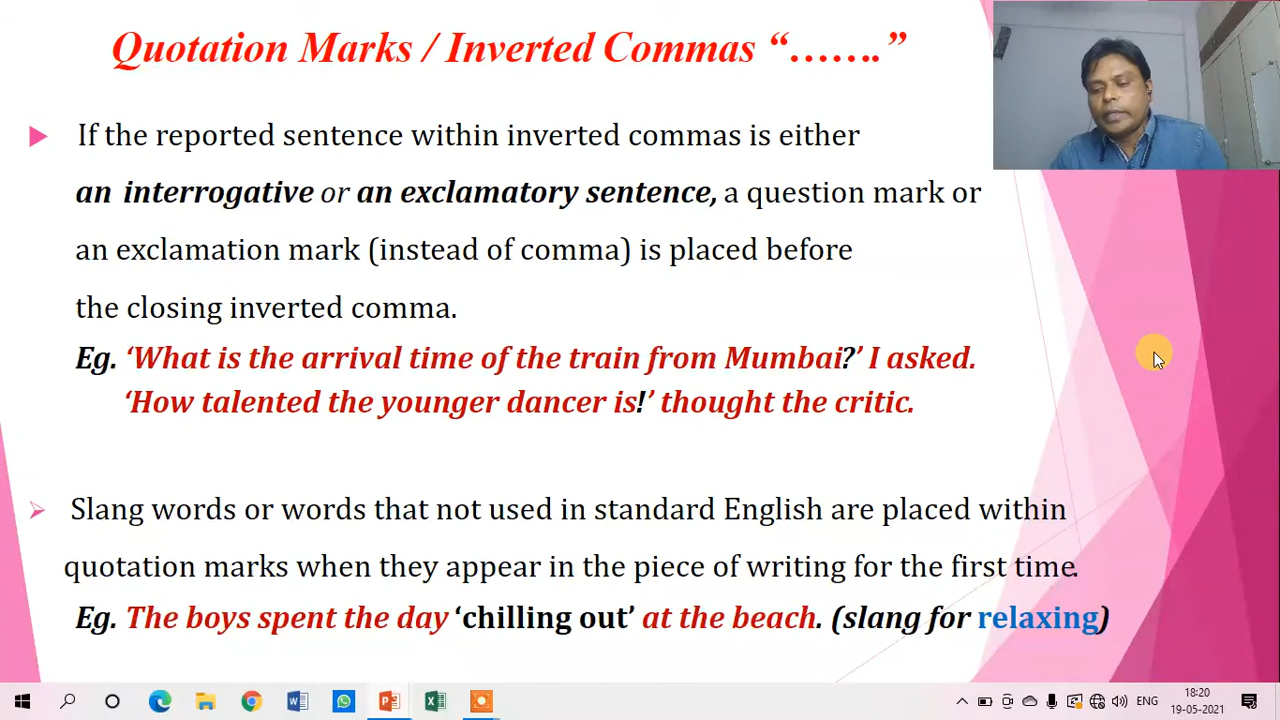 Quotation Marks / Inverted Commas “…….”
If the reported sentence within inverted commas is either
an interrogative or an exclamatory sentence, a question mark or
an exclamation mark (instead of comma) is placed before
the closing inverted comma.
Eg. ‘What is the arrival time of the train from Mumbai?’ I asked.
‘How talented the younger dancer is!’ thought the critic.
Slang words or words that not used in standard English are placed within
quotation marks when they appear in the piece of writing for the first time.
Eg. The boys spent the day ‘chilling out’ at the beach. (slang for relaxing)
ENG
18:20
19-05-2021